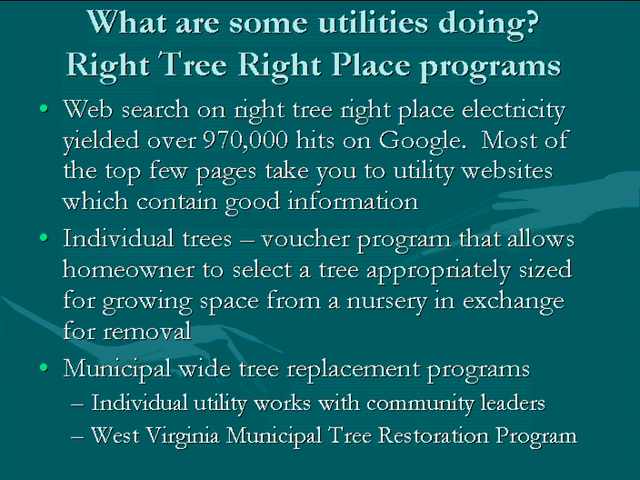 What are some utilities doing?
Right Tree Right Place programs
• Web search on right tree right place electricity
yielded over 970,000 hits on Google.  Most of
the top few pages take you to utility websites
which contain good information
• Individual trees – voucher program that allows
homeowner to select a tree appropriately sized
for growing space from a nursery in exchange
for removal
• Municipal wide tree replacement programs
– Individual utility works with community leaders
– West Virginia Municipal Tree Restoration Program